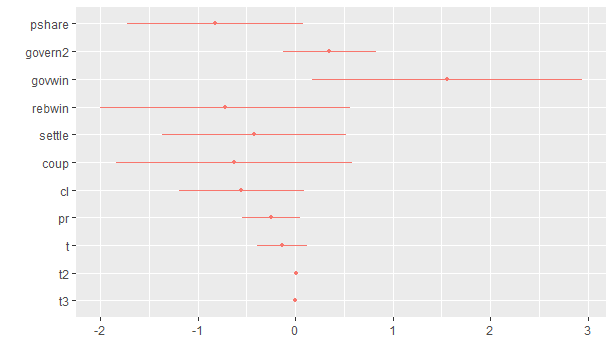 pshare
govern2
govwin
rebwin
settle
coup
cl
pr
t
t2
t3
-2 -1 0 1 2 3